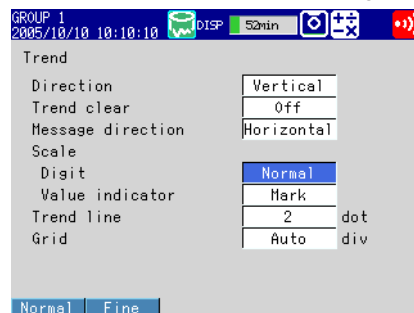 GROUP 1
2005/10/10 10:10:10 DISP 52min
Trend
Direction Vertical
Trend clear Off
Message direction Horizontal
Scale
Digit Normal
Value indicator Mark
Trend line 2 dot
Grid Auto div
Normal Fine